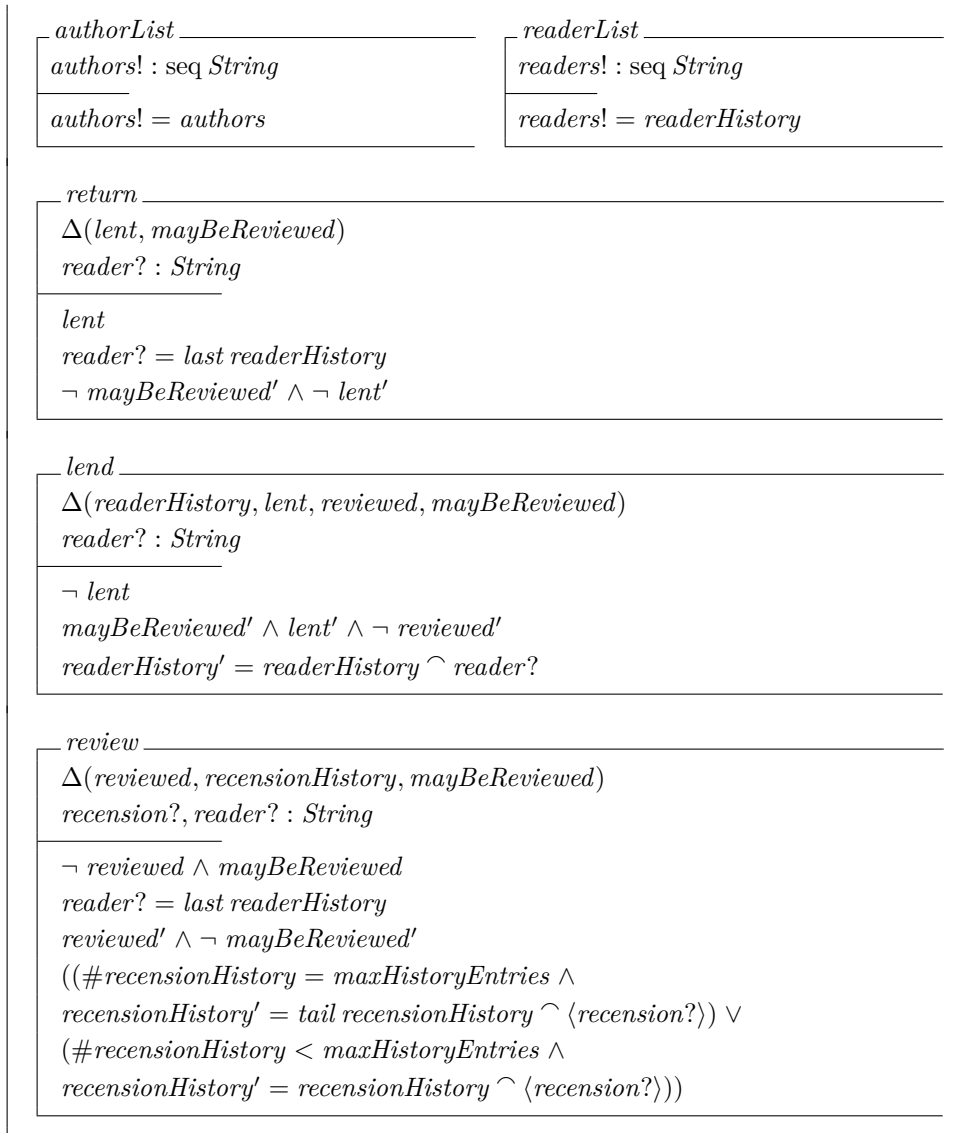 authorList
authors! : seq String
authors! = authors
readerList
readers! : seq String
readers! = readerHistory
return
Δ(lent, mayBeReviewed)
reader? : String
lent
reader? = last readerHistory
¬ mayBeReviewed′ ∧ ¬ lent′
lend
Δ(readerHistory, lent, reviewed, mayBeReviewed)
reader? : String
¬ lent
mayBeReviewed′ ∧ lent′ ∧ ¬ reviewed′
readerHistory′ = readerHistory ⌢ reader?
review
Δ(reviewed, recensionHistory, mayBeReviewed)
recension?, reader? : String
¬ reviewed ∧ mayBeReviewed
reader? = last readerHistory
reviewed′ ∧ ¬ mayBeReviewed′
((#recensionHistory = maxHistoryEntries ∧
recensionHistory′ = tail recensionHistory ⌢ ⟨recension?⟩) ∨
(#recensionHistory < maxHistoryEntries ∧
recensionHistory′ = recensionHistory ⌢ ⟨recension?⟩))